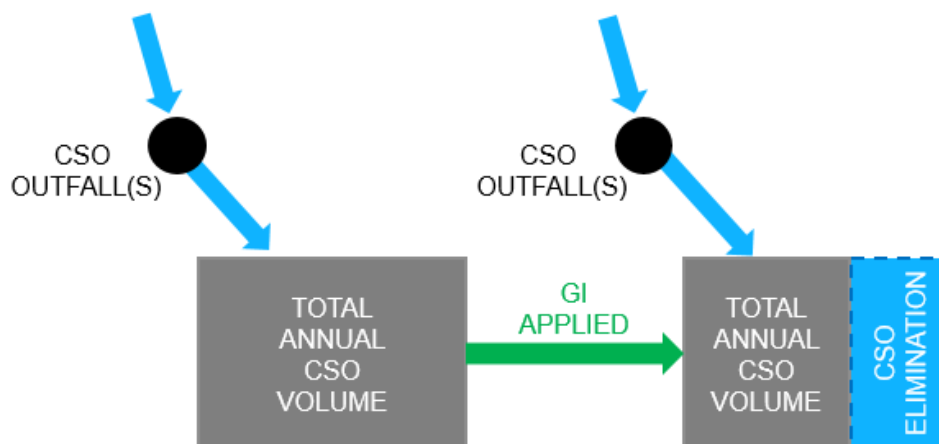 CSO
OUTFALL(S)
CSO
OUTFALL(S)
TOTAL
ANNUAL
CSO
VOLUME
GI
APPLIED
TOTAL
ANNUAL
CSO
VOLUME
CSO
ELIMINATION